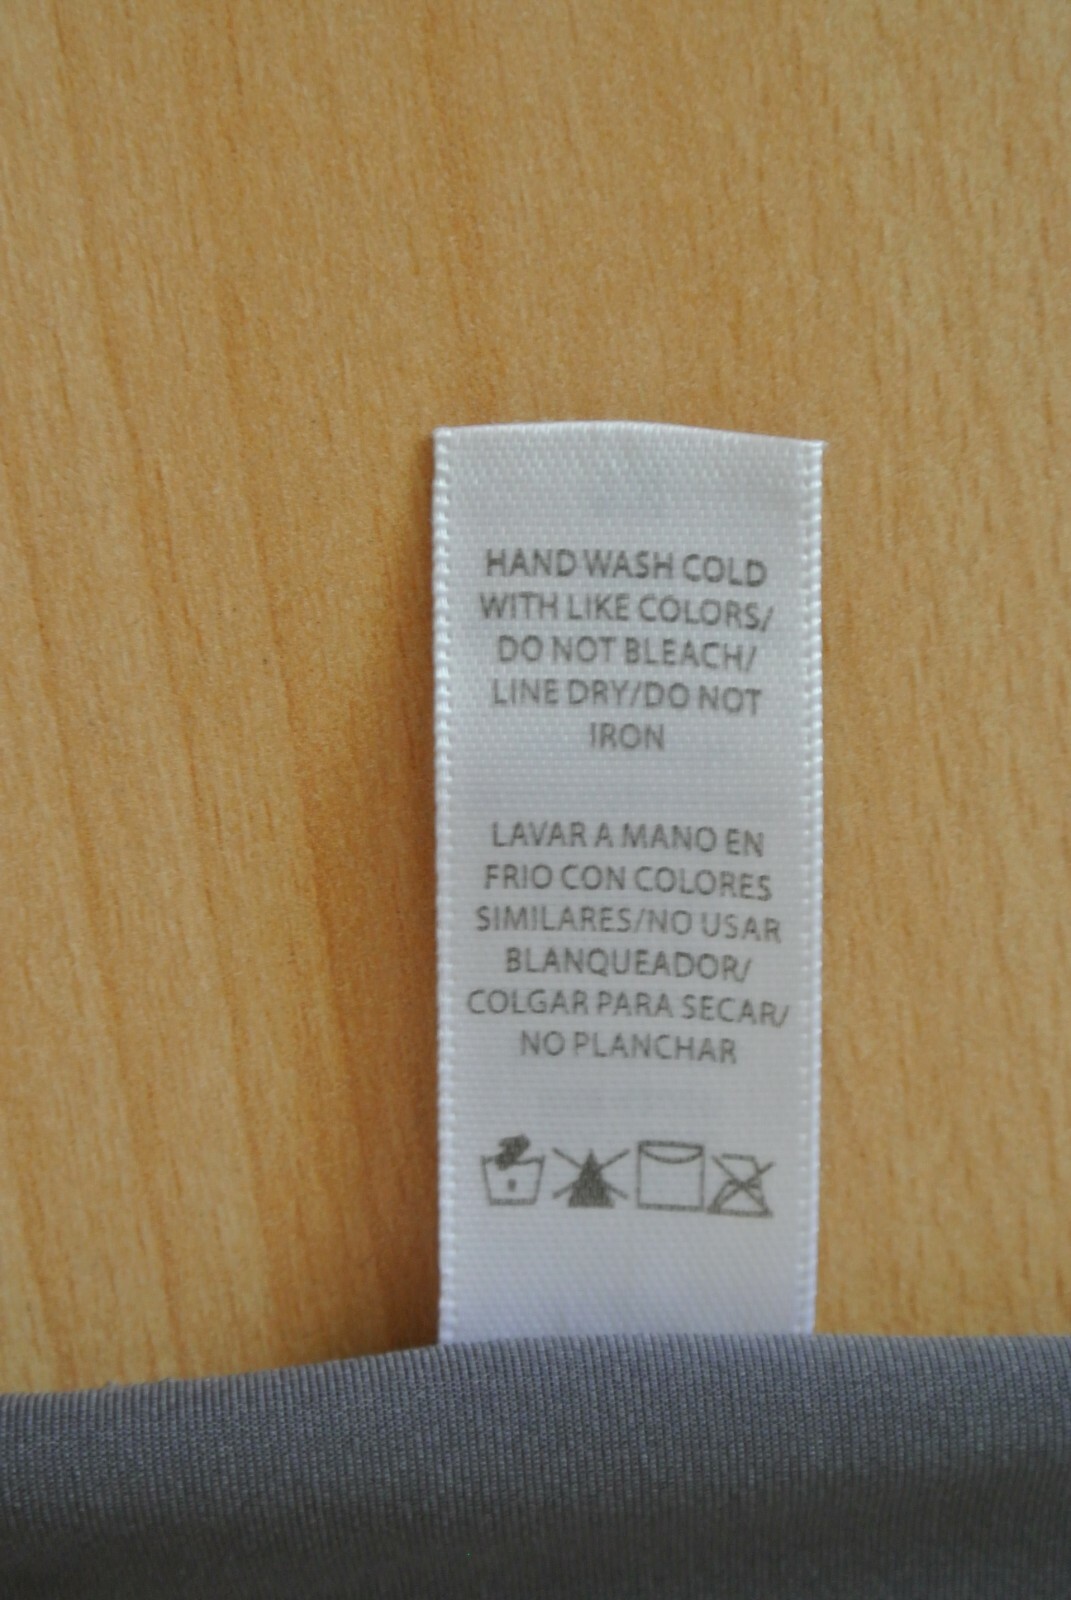 HAND WASH COLD
WITH LIKE COLORS/
DO NOT BLEACH/
LINE DRY/DO NOT
IRON
LAVAR A MANO EN
FRIO CON COLORES
SIMILARES/NO USAR
BLANQUEADOR/
COLGAR PARA SECAR/
NO PLANCHAR